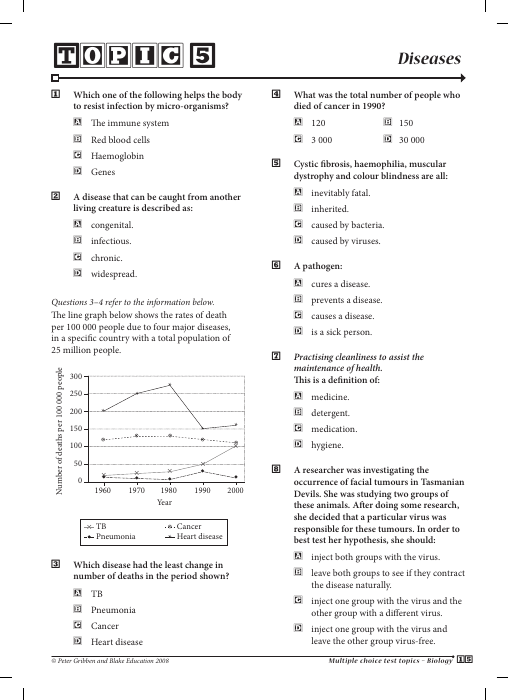 TOPIC 5
Diseases
1 Which one of the following helps the body
to resist infection by micro-organisms?
A The immune system
B Red blood cells
C Haemoglobin
D Genes
2 A disease that can be caught from another
living creature is described as:
A congenital.
B infectious.
C chronic.
D widespread.
Questions 3–4 refer to the information below.
The line graph below shows the rates of death
per 100 000 people due to four major diseases,
in a specific country with a total population of
25 million people.
Number of deaths per 100 000 people
300
250
200
150
100
50
0
1960 1970 1980 1990 2000
Year
TB Cancer
Pneumonia Heart disease
3 Which disease had the least change in
number of deaths in the period shown?
A TB
B Pneumonia
C Cancer
D Heart disease
4 What was the total number of people who
died of cancer in 1990?
A 120 B 150
C 3 000 D 30 000
5 Cystic fibrosis, haemophilia, muscular
dystrophy and colour blindness are all:
A inevitably fatal.
B inherited.
C caused by bacteria.
D caused by viruses.
6 A pathogen:
A cures a disease.
B prevents a disease.
C causes a disease.
D is a sick person.
7 Practising cleanliness to assist the
maintenance of health.
This is a definition of:
A medicine.
B detergent.
C medication.
D hygiene.
8 A researcher was investigating the
occurrence of facial tumours in Tasmanian
Devils. She was studying two groups of
these animals. After doing some research,
she decided that a particular virus was
responsible for these tumours. In order to
best test her hypothesis, she should:
A inject both groups with the virus.
B leave both groups to see if they contract
the disease naturally.
C inject one group with the virus and the
other group with a different virus.
D inject one group with the virus and
leave the other group virus-free.
© Peter Gribben and Blake Education 2008
Multiple choice test topics – Biology 15